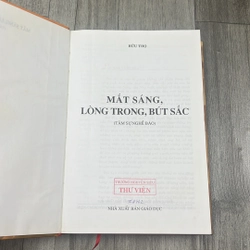 HỮU THỌ
MẮT SÁNG,
LÒNG TRONG, BÚT SẮC
(TÂM SỰ NGHỀ BÁO)
THƯ VIỆN
NHÀ XUẤT BẢN GIÁO DỤC